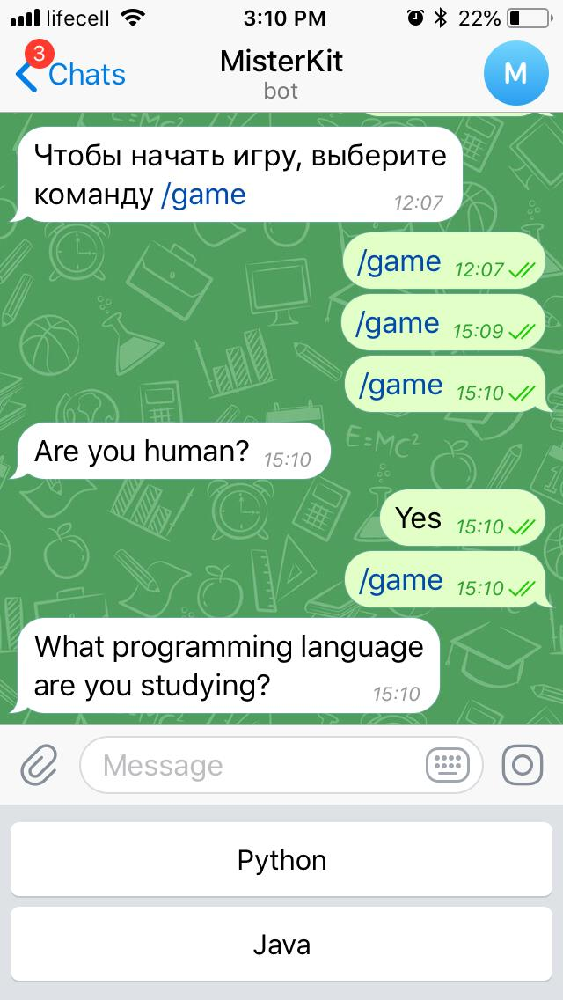 lifecell 3:10 PM 22%
3
Chats
MisterKit
bot
M
Чтобы начать игру, выберите
команду /game 12:07
/game 12:07
/game 15:09
/game 15:10
E=MC²
Are you human? 15:10
Yes 15:10
/game 15:10
What programming language
are you studying? 15:10
Message
Python
Java